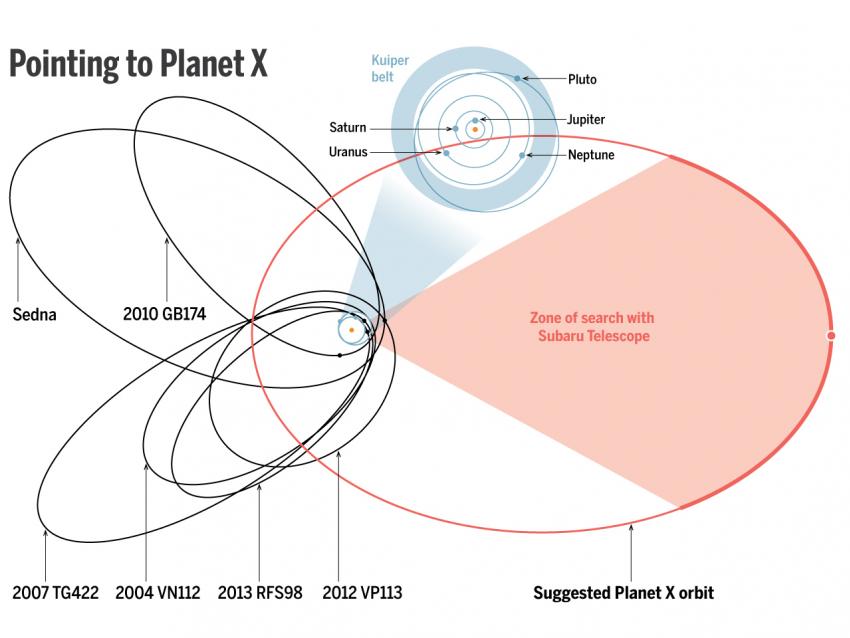 Pointing to Planet X
Kuiper
belt
Pluto
Jupiter
Saturn
Uranus
Neptune
Sedna
2010 GB174
Zone of search with
Subaru Telescope
2007 TG422
2004 VN112
2013 RFS98
2012 VP113
Suggested Planet X orbit